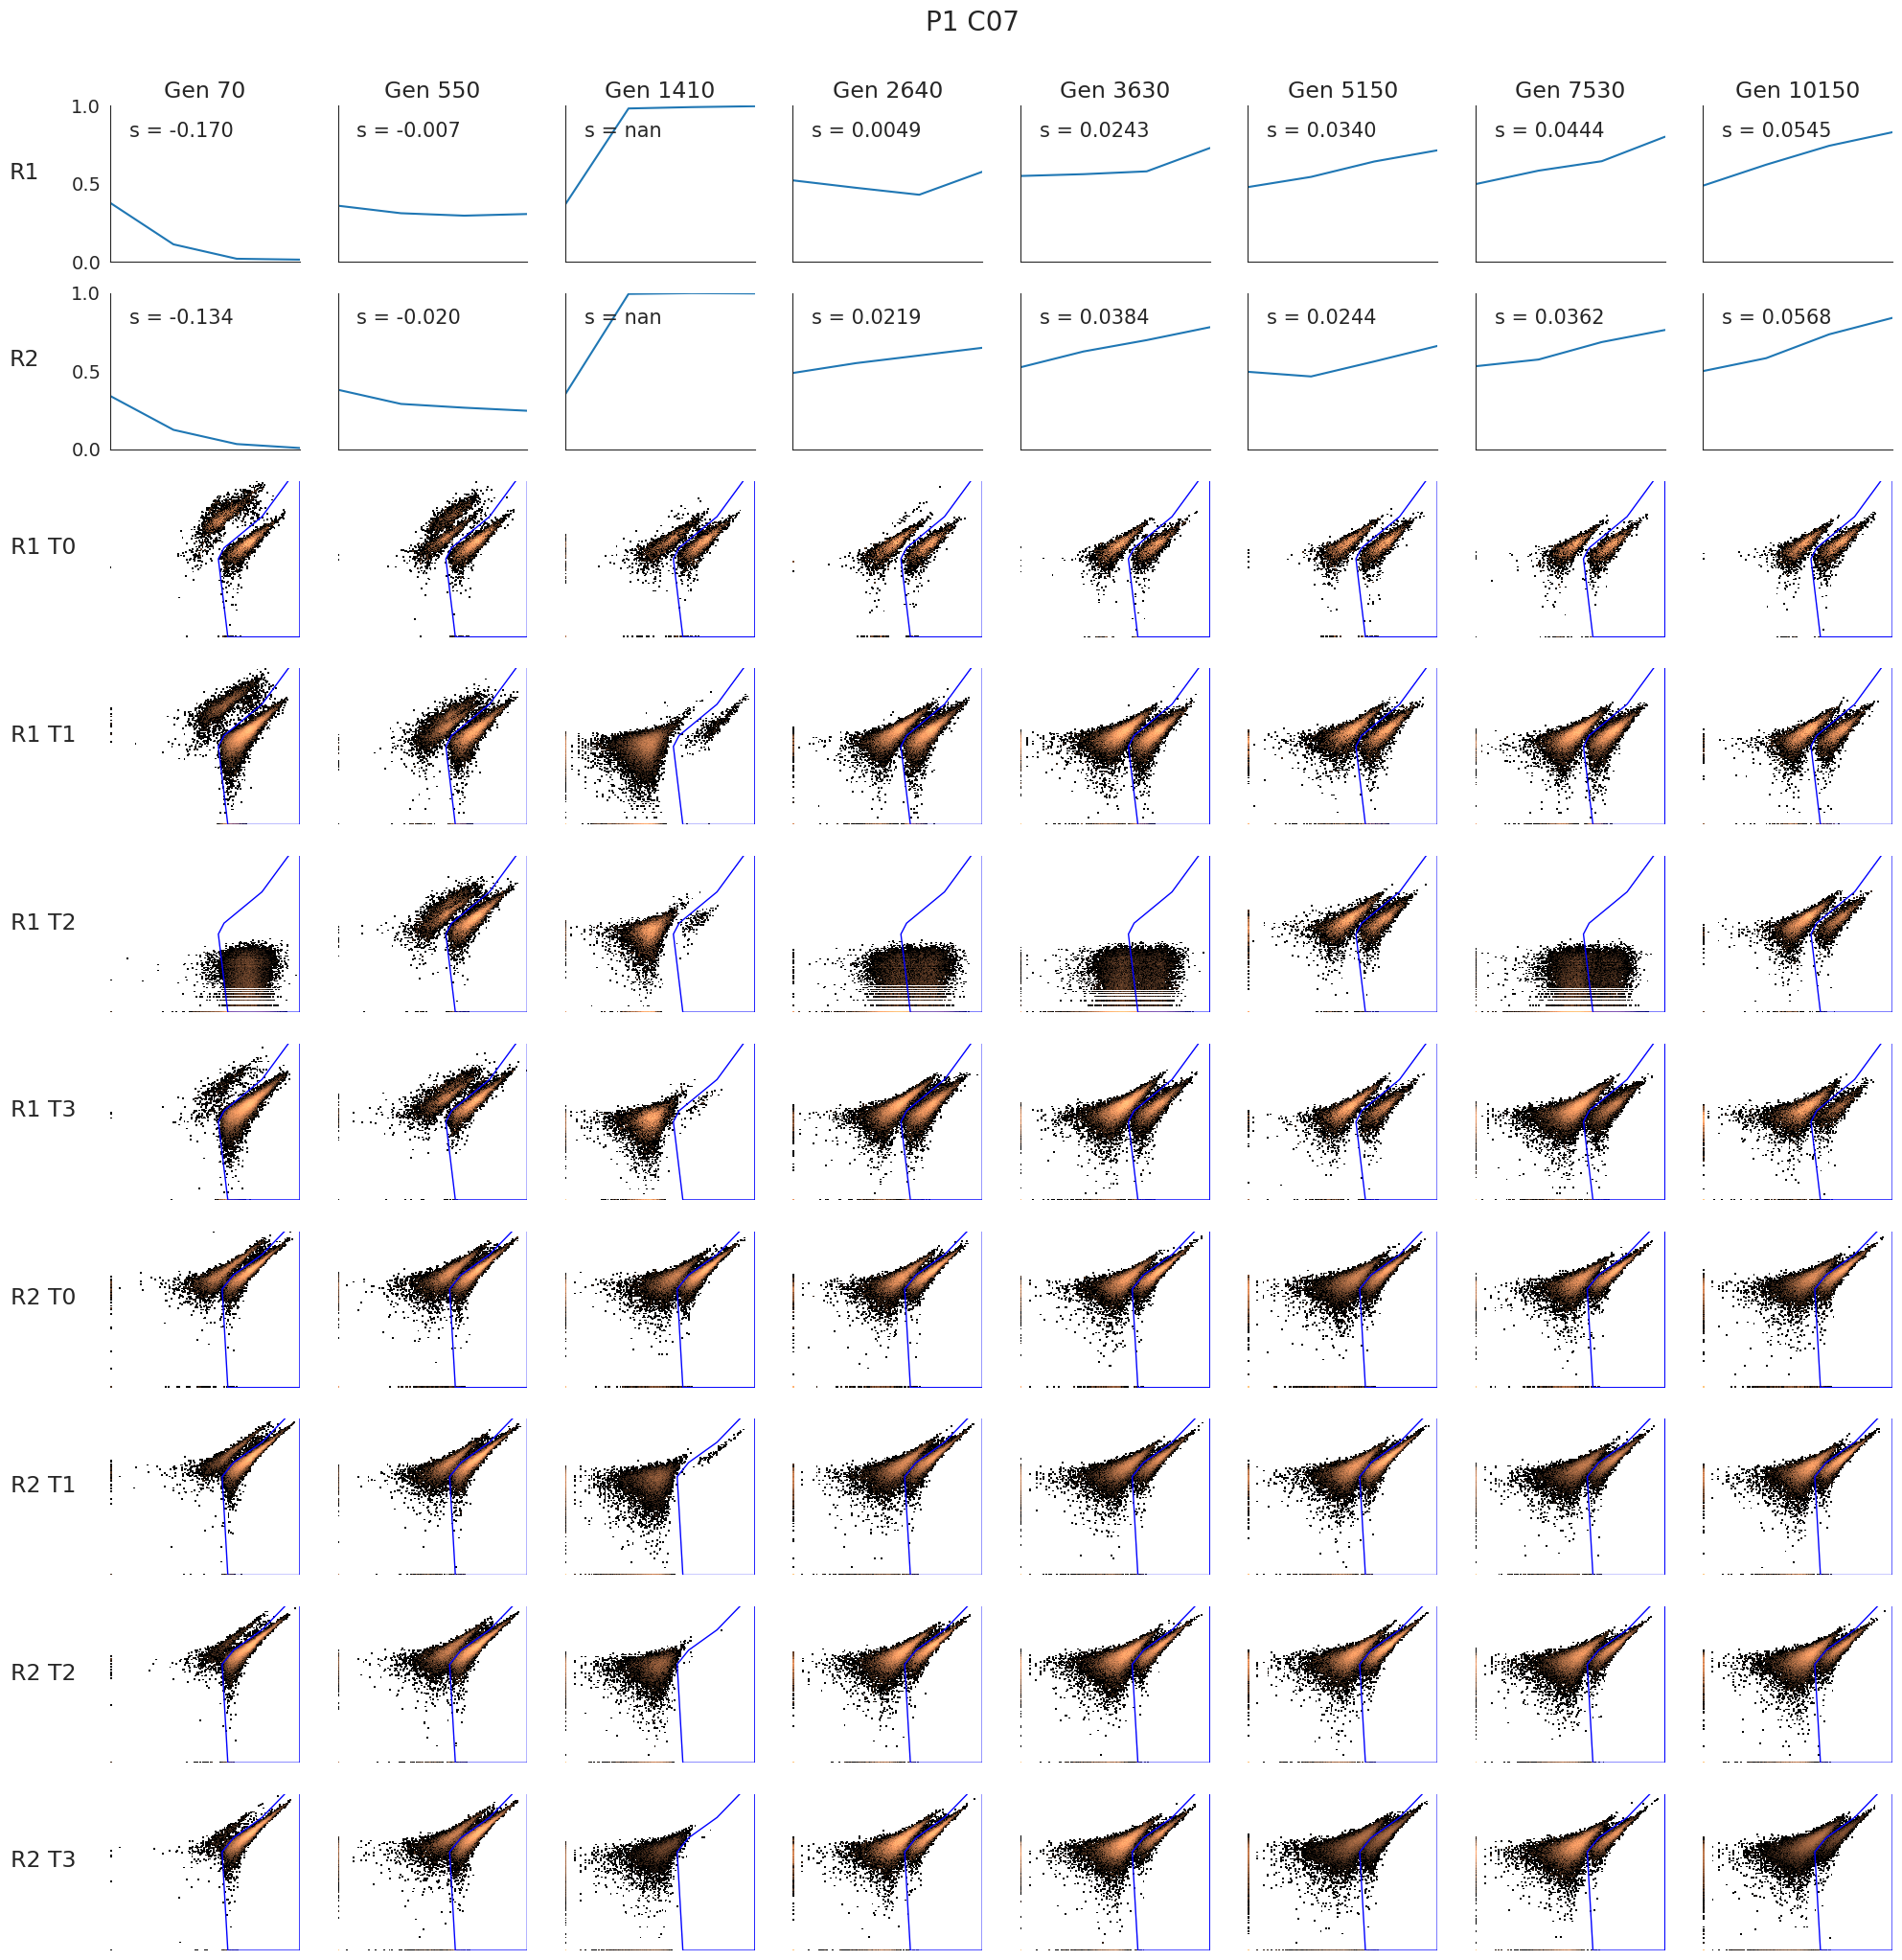 P1 C07
Gen 70 Gen 550 Gen 1410 Gen 2640 Gen 3630 Gen 5150 Gen 7530 Gen 10150
R1
1.0
0.5
0.0
s = -0.170 s = -0.007 s = nan s = 0.0049 s = 0.0243 s = 0.0340 s = 0.0444 s = 0.0545
R2
1.0
0.5
0.0
s = -0.134 s = -0.020 s = nan s = 0.0219 s = 0.0384 s = 0.0244 s = 0.0362 s = 0.0568
R1 T0
R1 T1
R1 T2
R1 T3
R2 T0
R2 T1
R2 T2
R2 T3